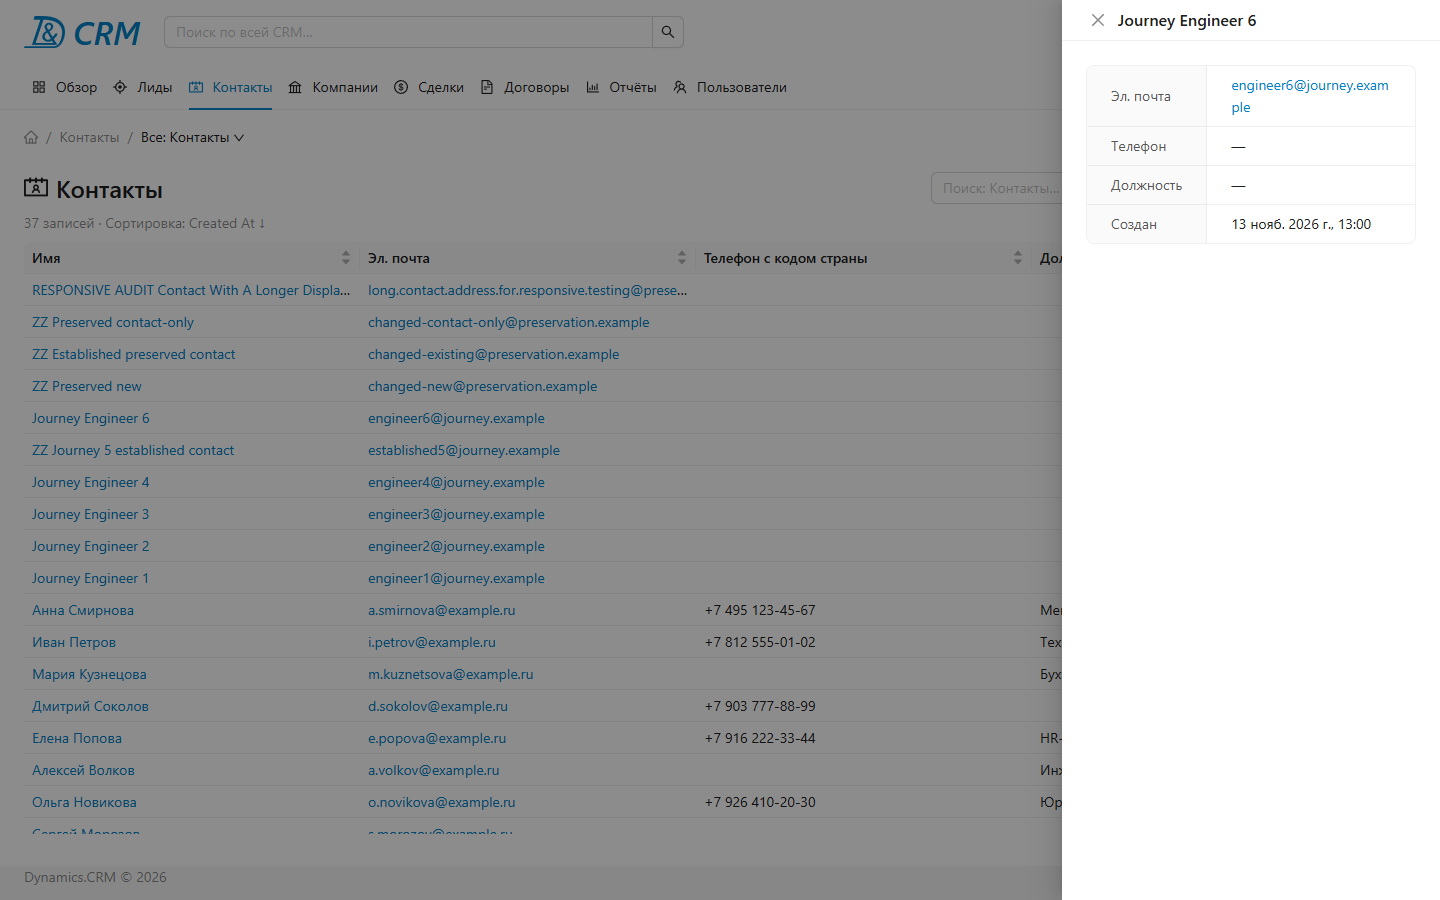 D& CRM
Поиск по всей CRM...
Обзор
Лиды
Контакты
Компании
Сделки
Договоры
Отчёты
Пользователи
/ Контакты / Все: Контакты
Контакты
Поиск: Контакты...
37 записей · Сортировка: Created At ↓
Имя
Эл. почта
Телефон с кодом страны
RESPONSIVE AUDIT Contact With A Longer Displa...
long.contact.address.for.responsive.testing@prese...
ZZ Preserved contact-only
changed-contact-only@preservation.example
ZZ Established preserved contact
changed-existing@preservation.example
ZZ Preserved new
changed-new@preservation.example
Journey Engineer 6
engineer6@journey.example
ZZ Journey 5 established contact
established5@journey.example
Journey Engineer 4
engineer4@journey.example
Journey Engineer 3
engineer3@journey.example
Journey Engineer 2
engineer2@journey.example
Journey Engineer 1
engineer1@journey.example
Анна Смирнова
a.smirnova@example.ru
+7 495 123-45-67
Иван Петров
i.petrov@example.ru
+7 812 555-01-02
Тех
Мария Кузнецова
m.kuznetsova@example.ru
Бух
Дмитрий Соколов
d.sokolov@example.ru
+7 903 777-88-99
Елена Попова
e.popova@example.ru
+7 916 222-33-44
HR-
Алексей Волков
a.volkov@example.ru
Ольга Новикова
o.novikova@example.ru
+7 926 410-20-30
Юр
Dynamics.CRM © 2026
Journey Engineer 6
Эл. почта
engineer6@journey.exam
ple
Телефон
—
Должность
—
Создан
13 нояб. 2026 г., 13:00